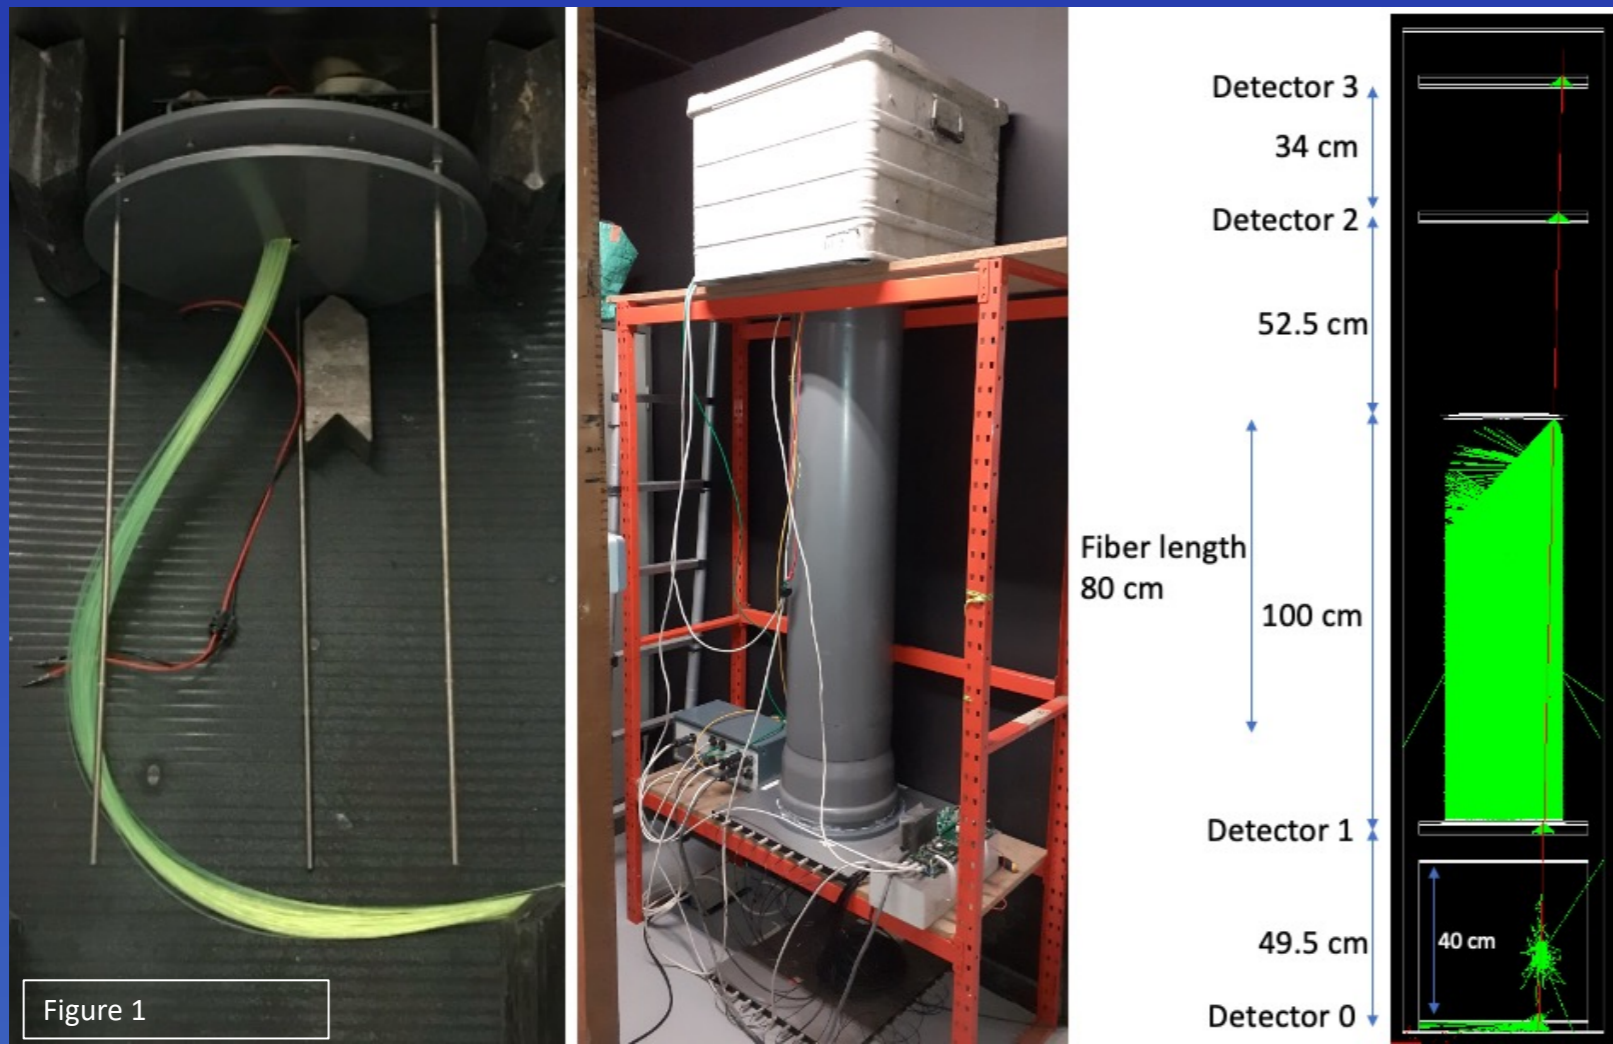 Detector 3
34 cm
Detector 2
52.5 cm
Fiber length
80 cm
100 cm
Detector 1
49.5 cm
40 cm
Detector 0
Figure 1